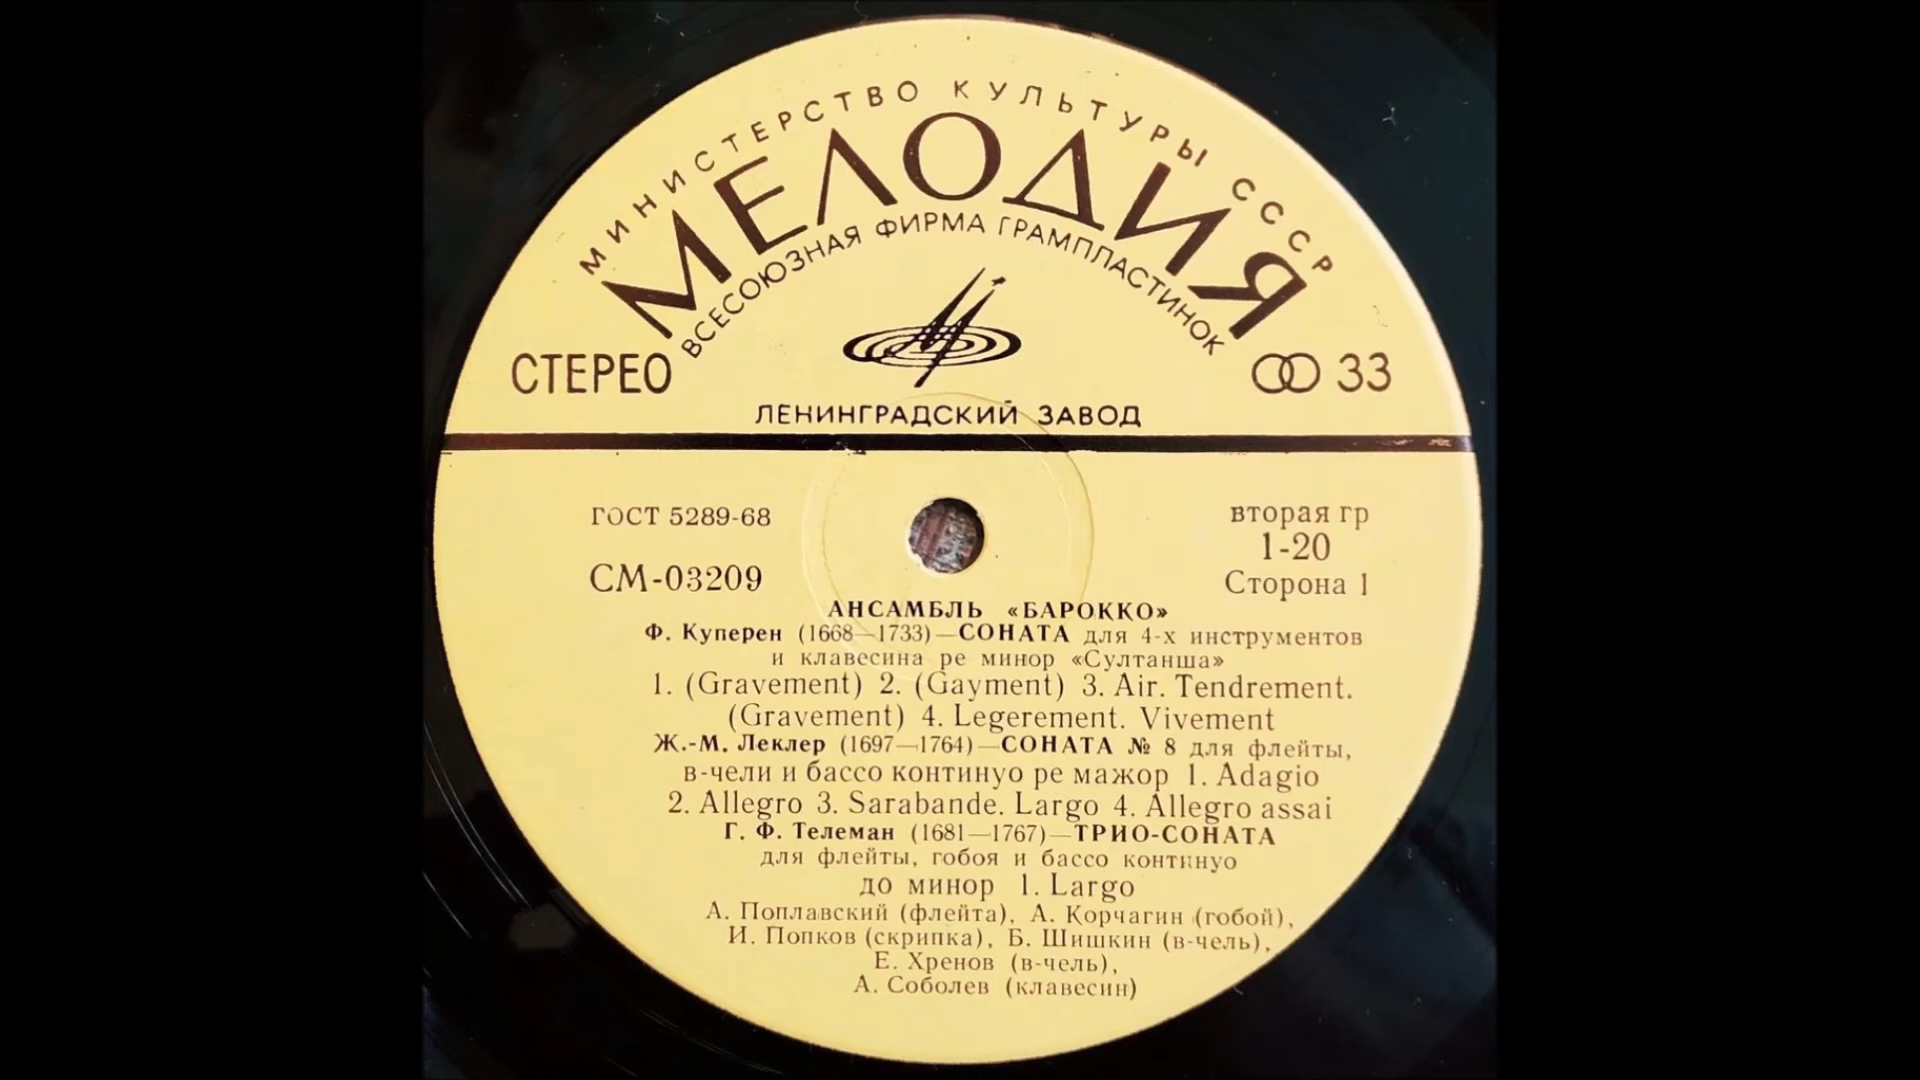 МИНИСТЕРСТВО КУЛЬТУРЫ СССР
МЕЛОДИЯ
ВСЕСОЮЗНАЯ ФИРМА ГРАМПЛАСТИНОК
СТЕРЕО
33
ЛЕНИНГРАДСКИЙ ЗАВОД
ГОСТ 5289-68
вторая гр
1-20
СМ-03209
Сторона 1
АНСАМБЛЬ «БАРОККО»
Ф. Куперен (1668—1733)—СОНАТА для 4-х инструментов
и клавесина ре минор «Султанша»
1. (Gravement) 2. (Gayment) 3. Air. Tendrement.
(Gravement) 4. Legerement. Vivement
Ж.-М. Леклер (1697—1764)—СОНАТА № 8 для флейты,
в-чели и бассо континуо ре мажор 1. Adagio
2. Allegro 3. Sarabande. Largo 4. Allegro assai
Г. Ф. Телеман (1681—1767)—ТРИО-СОНАТА
для флейты, гобоя и бассо континуо
до минор 1. Largo
А. Поплавский (флейта), А. Корчагин (гобой),
И. Попков (скрипка), Б. Шишкин (в-чель),
Е. Хренов (в-чель),
А. Соболев (клавесин)